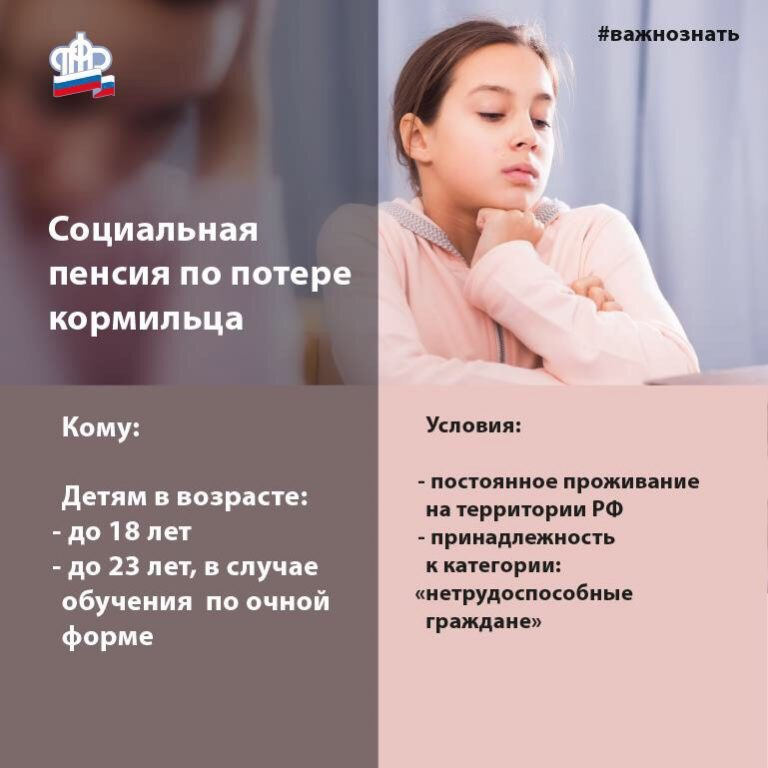 #важнознать
Социальная
пенсия по потере
кормильца
Кому:
Детям в возрасте:
- до 18 лет
- до 23 лет, в случае
обучения по очной
форме
Условия:
- постоянное проживание
на территории РФ
- принадлежность
к категории:
«нетрудоспособные
граждане»